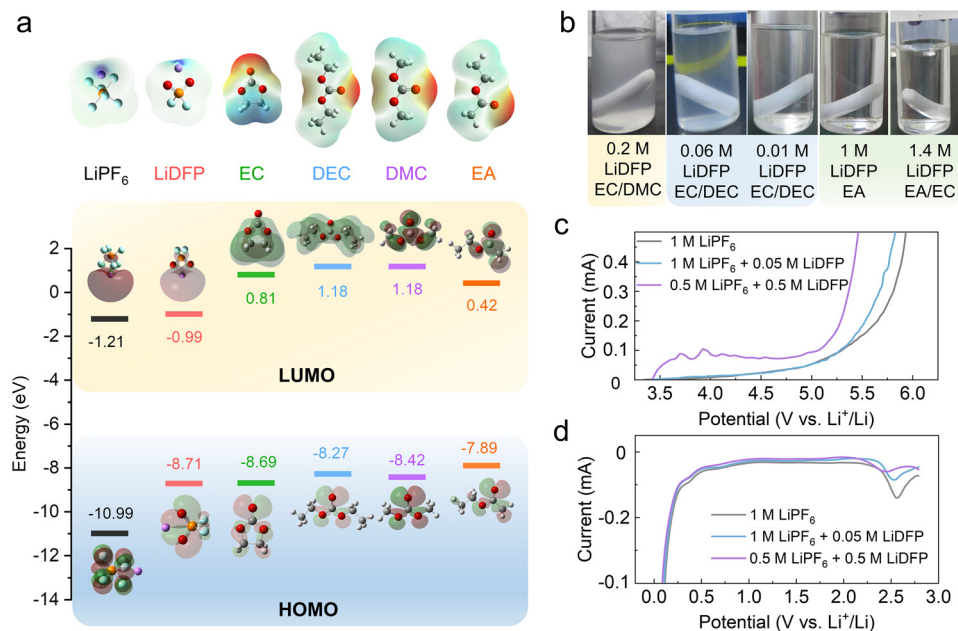 a
LiPF6
LiDFP
EC
DEC
DMC
EA
Energy (eV)
2
0
-2
-4
-6
-8
-10
-12
-14
-1.21
-0.99
0.81
1.18
1.18
0.42
LUMO
-10.99
-8.71
-8.69
-8.27
-8.42
-7.89
HOMO
b
0.2 M
LiDFP
EC/DMC
0.06 M
LiDFP
EC/DEC
0.01 M
LiDFP
EC/DEC
1 M
LiDFP
EA
1.4 M
LiDFP
EA/EC
c
Current (mA)
0.4
0.3
0.2
0.1
0
1 M LiPF6
1 M LiPF6 + 0.05 M LiDFP
0.5 M LiPF6 + 0.5 M LiDFP
3.5 4.0 4.5 5.0 5.5 6.0
Potential (V vs. Li+/Li)
d
Current (mA)
0
-0.2
-0.1
1 M LiPF6
1 M LiPF6 + 0.05 M LiDFP
0.5 M LiPF6 + 0.5 M LiDFP
0.0 0.5 1.0 1.5 2.0 2.5 3.0
Potential (V vs. Li+/Li)